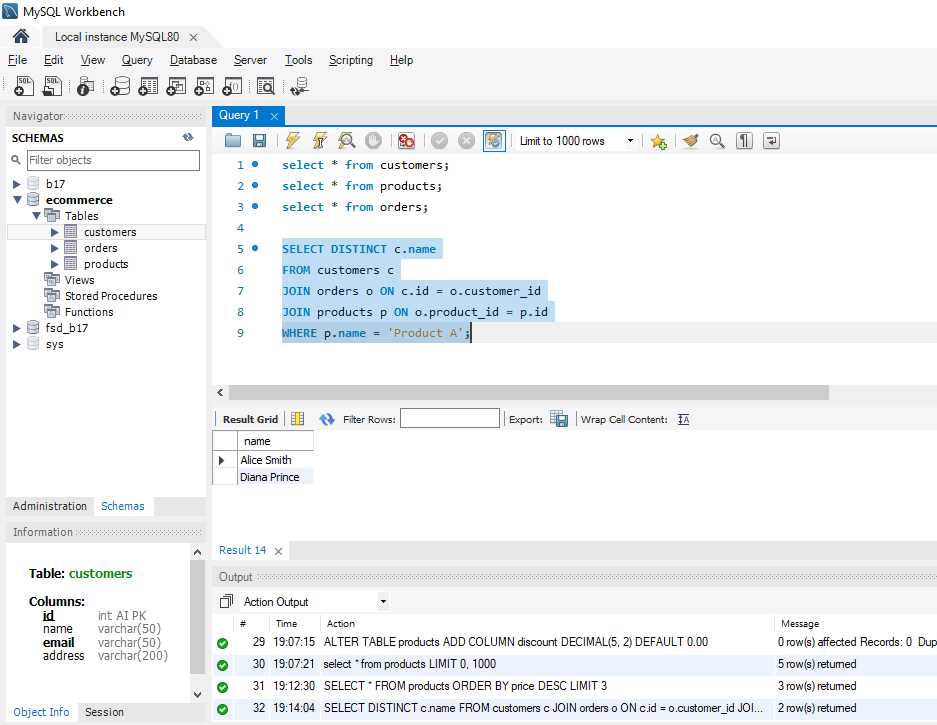 MySQL Workbench
Local instance MySQL80
File Edit View Query Database Server Tools Scripting Help
Navigator
SCHEMAS
Filter objects
b17
ecommerce
Tables
customers
orders
products
Views
Stored Procedures
Functions
fsd_b17
sys
Administration Schemas
Information
Table: customers
Columns:
id int AI PK
name varchar(50)
email varchar(50)
address varchar(200)
Object Info Session
Query 1
Limit to 1000 rows
1 select * from customers;
2 select * from products;
3 select * from orders;
4
5 SELECT DISTINCT c.name
6 FROM customers c
7 JOIN orders o ON c.id = o.customer_id
8 JOIN products p ON o.product_id = p.id
9 WHERE p.name = 'Product A';
Result Grid Filter Rows: Export: Wrap Cell Content:
name
Alice Smith
Diana Prince
Result 14
Output
Action Output
# Time Action Message
29 19:07:15 ALTER TABLE products ADD COLUMN discount DECIMAL(5, 2) DEFAULT 0.00 0 row(s) affected Records: 0 Dup
30 19:07:21 select * from products LIMIT 0, 1000 5 row(s) returned
31 19:12:30 SELECT * FROM products ORDER BY price DESC LIMIT 3 3 row(s) returned
32 19:14:04 SELECT DISTINCT c.name FROM customers c JOIN orders o ON c.id = o.customer_id JOI... 2 row(s) returned